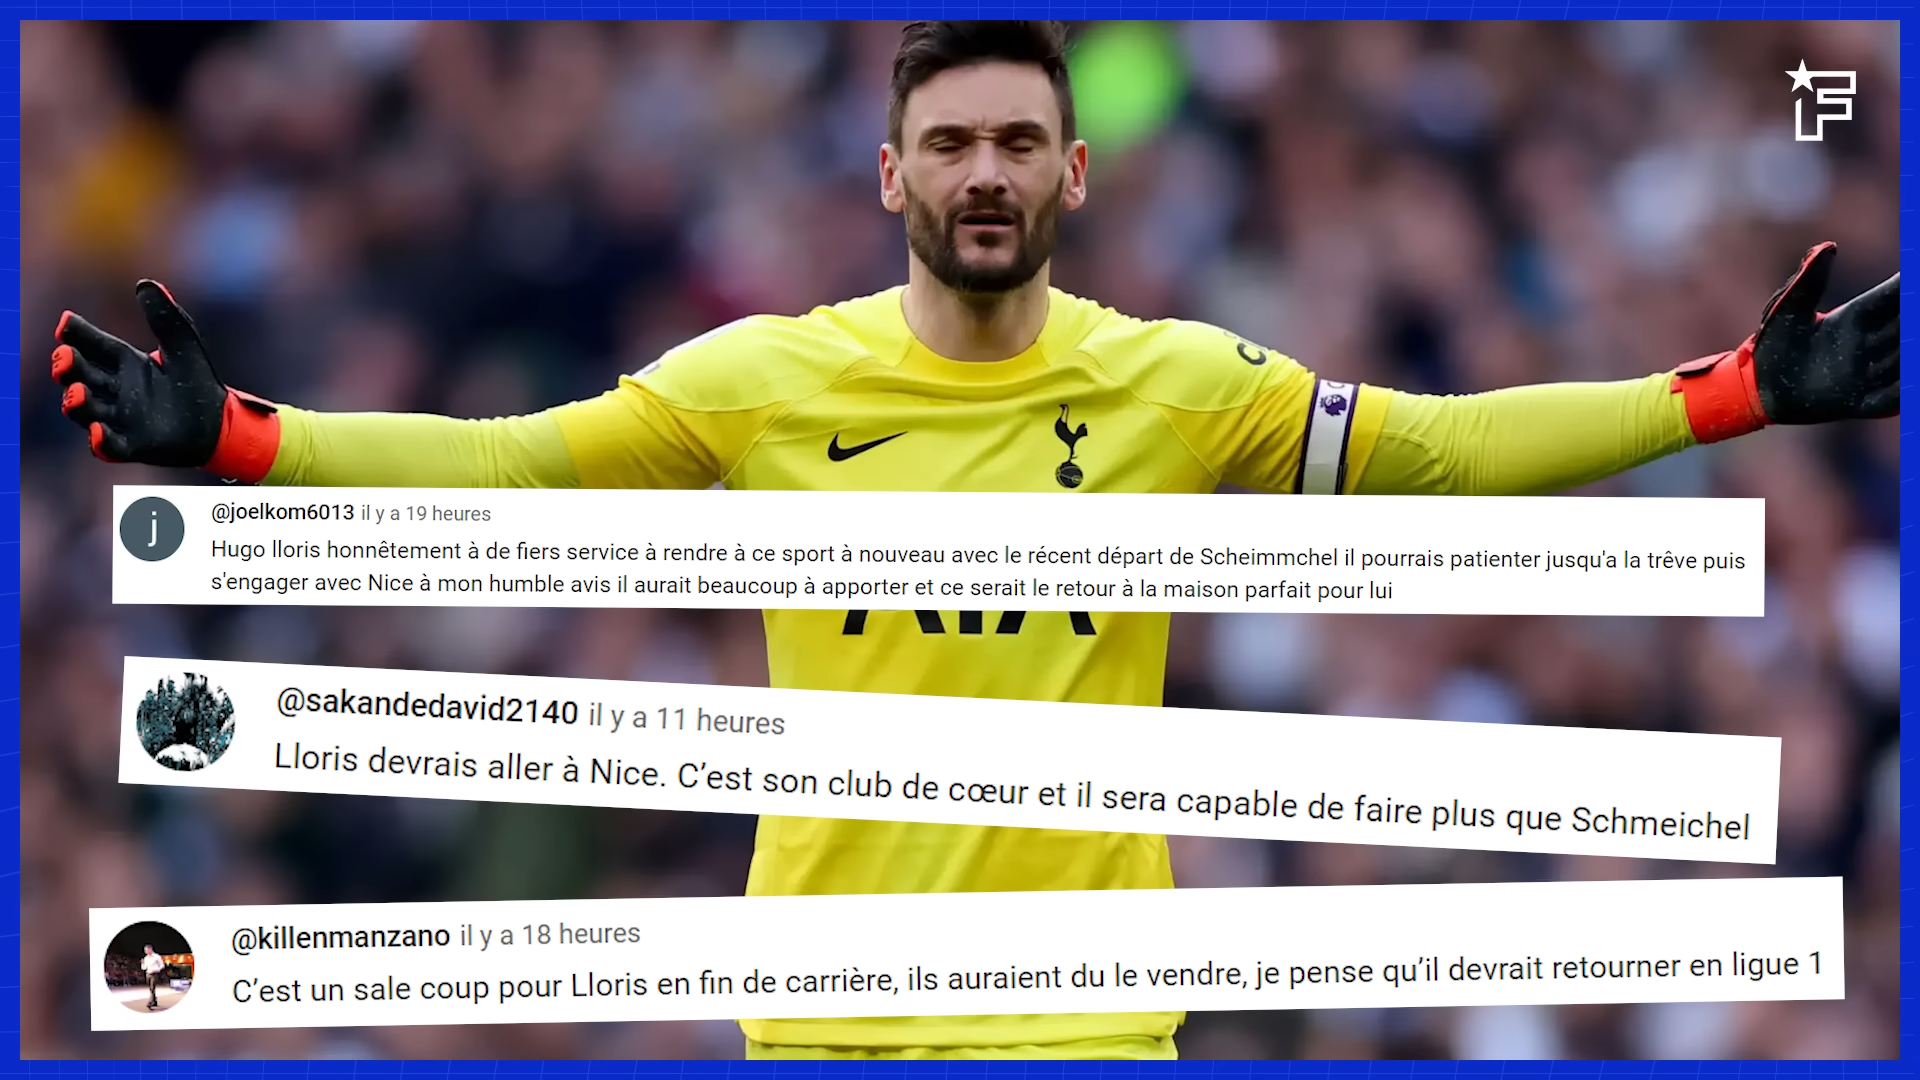 @joelkom6013 il y a 19 heures
j
Hugo lloris honnêtement à de fiers service à rendre à ce sport à nouveau avec le récent départ de Scheimmchel il pourrais patienter jusqu'a la trêve puis
s'engager avec Nice à mon humble avis il aurait beaucoup à apporter et ce serait le retour à la maison parfait pour lui
AIA
@sakandedavid2140 il y a 11 heures
Lloris devrais aller à Nice. C’est son club de cœur et il sera capable de faire plus que Schmeichel
@killenmanzano il y a 18 heures
C’est un sale coup pour Lloris en fin de carrière, ils auraient du le vendre, je pense qu’il devrait retourner en ligue 1